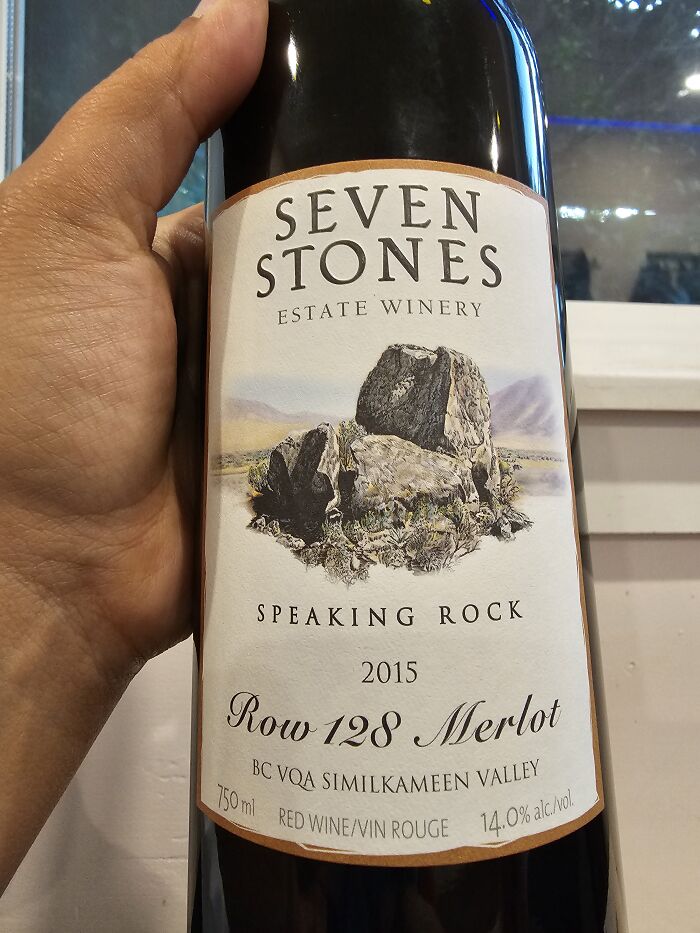 SEVEN
STONES
ESTATE WINERY
SPEAKING ROCK
2015
Row 128 Merlot
BC VQA SIMILKAMEEN VALLEY
750 ml RED WINE/VIN ROUGE 14.0% alc./vol.